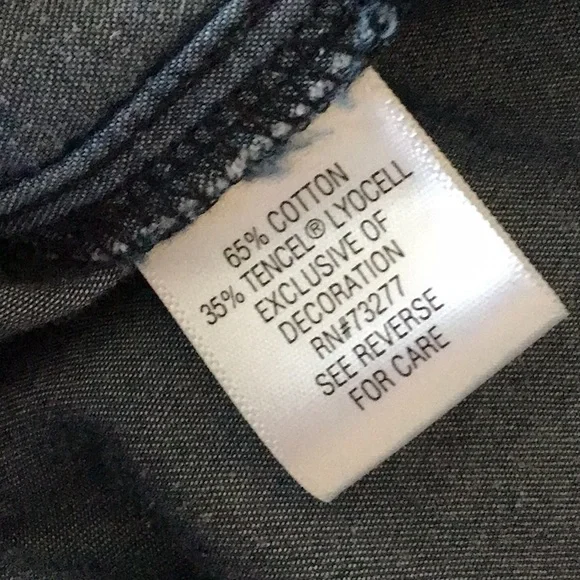 65% COTTON
35% TENCEL® LYOCELL
EXCLUSIVE OF
DECORATION
RN#73277
SEE REVERSE
FOR CARE